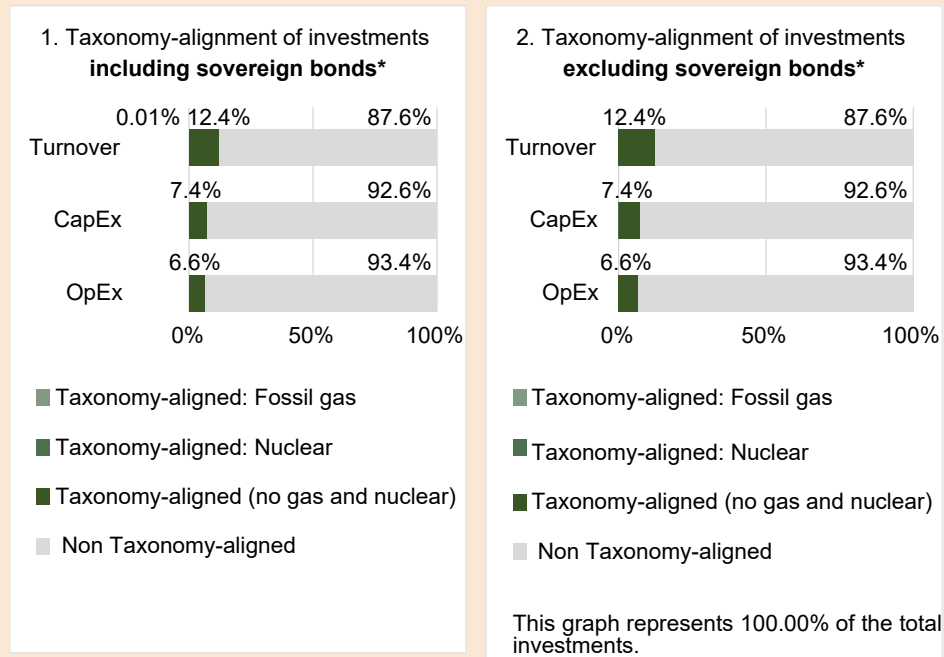 1. Taxonomy-alignment of investments
including sovereign bonds*
0.01% 12.4% 87.6%
Turnover
7.4% 92.6%
CapEx
6.6% 93.4%
OpEx
0% 50% 100%
Taxonomy-aligned: Fossil gas
Taxonomy-aligned: Nuclear
Taxonomy-aligned (no gas and nuclear)
Non Taxonomy-aligned
2. Taxonomy-alignment of investments
excluding sovereign bonds*
12.4% 87.6%
Turnover
7.4% 92.6%
CapEx
6.6% 93.4%
OpEx
0% 50% 100%
Taxonomy-aligned: Fossil gas
Taxonomy-aligned: Nuclear
Taxonomy-aligned (no gas and nuclear)
Non Taxonomy-aligned
This graph represents 100.00% of the total
investments.